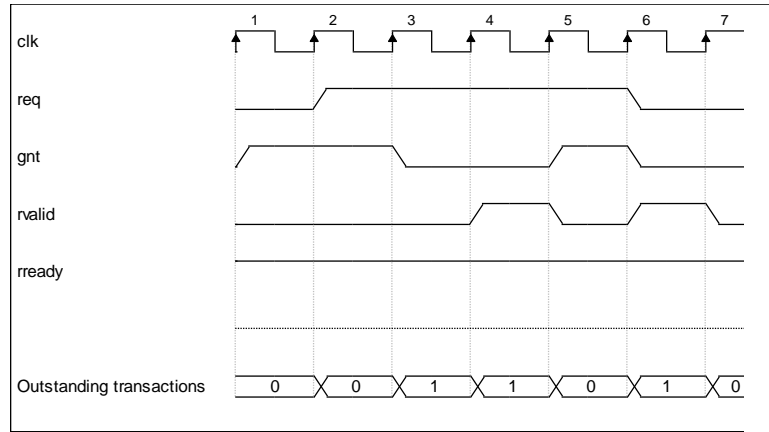 1 2 3 4 5 6 7
clk
req
gnt
rvalid
rready
Outstanding transactions 0 0 1 1 0 1 0